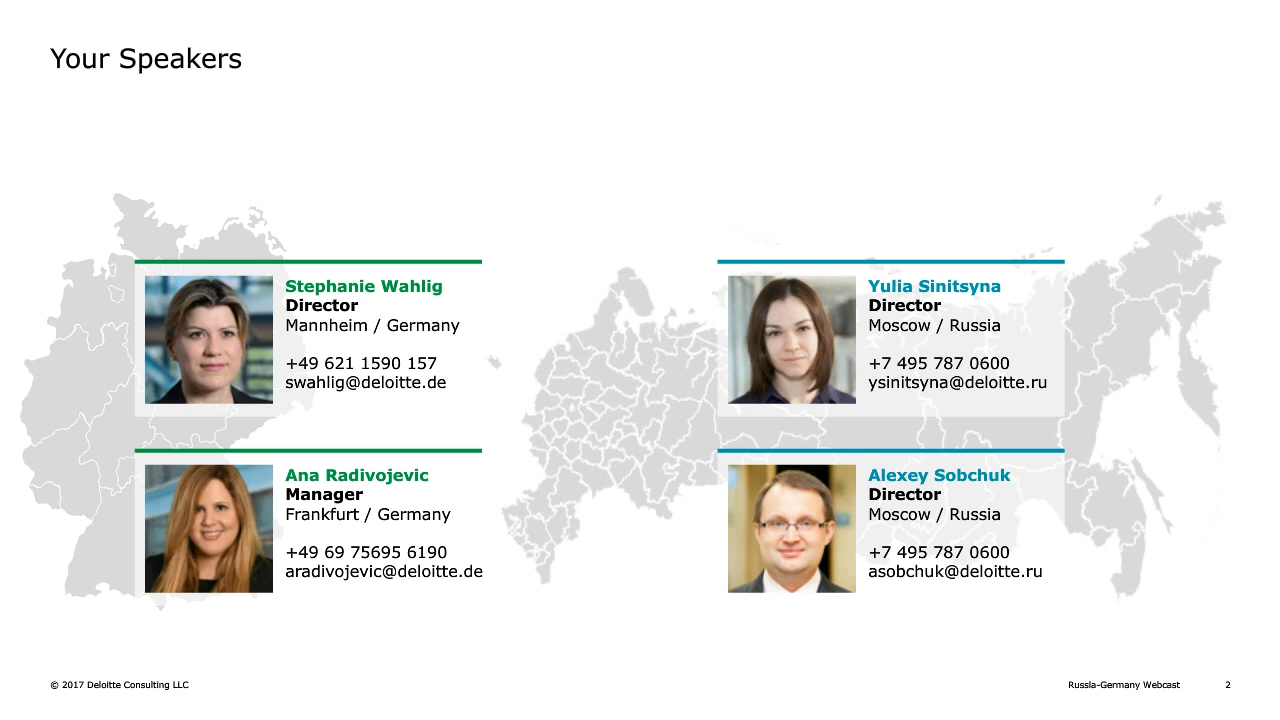 Your Speakers
Stephanie Wahlig
Director
Mannheim / Germany
+49 621 1590 157
swahlig@deloitte.de
Yulia Sinitsyna
Director
Moscow / Russia
+7 495 787 0600
ysinitsyna@deloitte.ru
Ana Radivojevic
Manager
Frankfurt / Germany
+49 69 75695 6190
aradivojevic@deloitte.de
Alexey Sobchuk
Director
Moscow / Russia
+7 495 787 0600
asobchuk@deloitte.ru
© 2017 Deloitte Consulting LLC
Russia-Germany Webcast
2